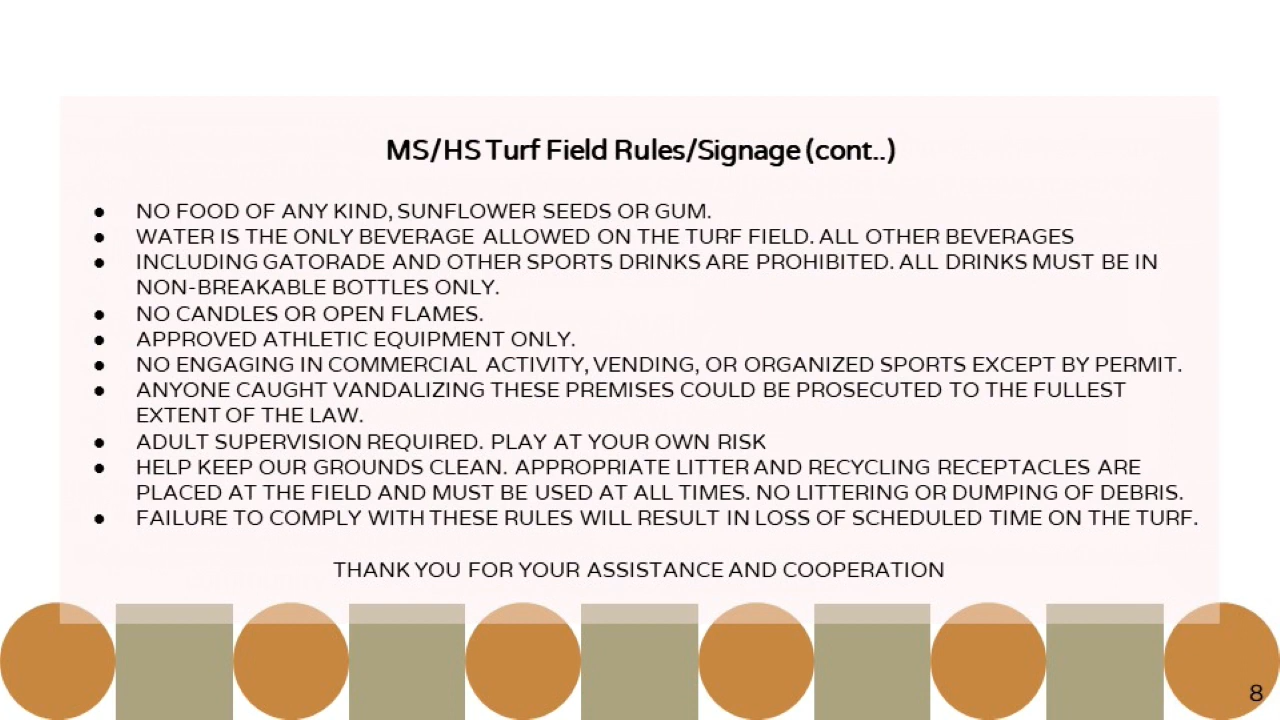 MS/HS Turf Field Rules/Signage (cont..)
● NO FOOD OF ANY KIND, SUNFLOWER SEEDS OR GUM.
● WATER IS THE ONLY BEVERAGE ALLOWED ON THE TURF FIELD. ALL OTHER BEVERAGES
● INCLUDING GATORADE AND OTHER SPORTS DRINKS ARE PROHIBITED. ALL DRINKS MUST BE IN
NON-BREAKABLE BOTTLES ONLY.
● NO CANDLES OR OPEN FLAMES.
● APPROVED ATHLETIC EQUIPMENT ONLY.
● NO ENGAGING IN COMMERCIAL ACTIVITY, VENDING, OR ORGANIZED SPORTS EXCEPT BY PERMIT.
● ANYONE CAUGHT VANDALIZING THESE PREMISES COULD BE PROSECUTED TO THE FULLEST
EXTENT OF THE LAW.
● ADULT SUPERVISION REQUIRED. PLAY AT YOUR OWN RISK
● HELP KEEP OUR GROUNDS CLEAN. APPROPRIATE LITTER AND RECYCLING RECEPTACLES ARE
PLACED AT THE FIELD AND MUST BE USED AT ALL TIMES. NO LITTERING OR DUMPING OF DEBRIS.
● FAILURE TO COMPLY WITH THESE RULES WILL RESULT IN LOSS OF SCHEDULED TIME ON THE TURF.
THANK YOU FOR YOUR ASSISTANCE AND COOPERATION
8